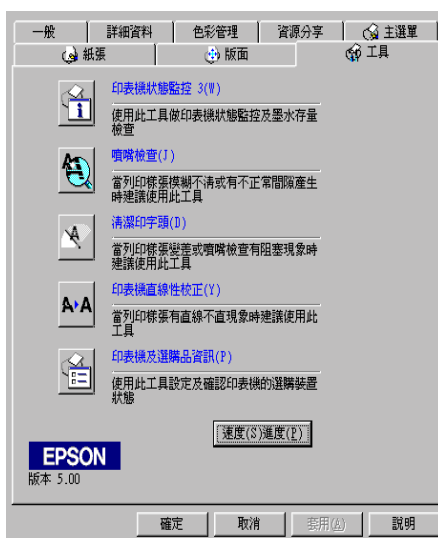 一般
詳細資料
色彩管理
資源分享
主選單
紙張
版面
工具
印表機狀態監控 3(W)
使用此工具做印表機狀態監控及墨水存量
檢查
噴嘴檢查(J)
當列印樣張模糊不清或有不正常間隙產生
時建議使用此工具
清潔印字頭(D)
當列印樣張變差或噴嘴檢查有阻塞現象時
建議使用此工具
印表機直線性校正(Y)
當列印樣張有直線不直現象時建議使用此
工具
印表機及選購品資訊(P)
使用此工具設定及確認印表機的選購裝置
狀態
速度(S)進度(P)
EPSON
版本 5.00
確定
取消
套用(A)
說明